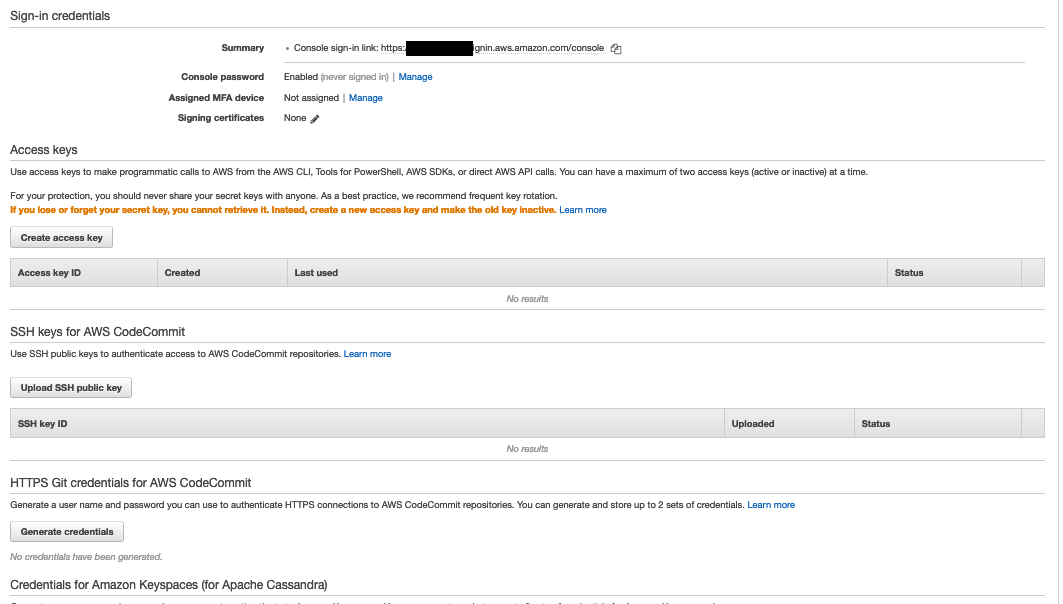 Sign-in credentials
Summary
• Console sign-in link: https:/ ignin.aws.amazon.com/console
Console password Enabled (never signed in) | Manage
Assigned MFA device Not assigned | Manage
Signing certificates None
Access keys
Use access keys to make programmatic calls to AWS from the AWS CLI, Tools for PowerShell, AWS SDKs, or direct AWS API calls. You can have a maximum of two access keys (active or inactive) at a time.
For your protection, you should never share your secret keys with anyone. As a best practice, we recommend frequent key rotation.
If you lose or forget your secret key, you cannot retrieve it. Instead, create a new access key and make the old key inactive. Learn more
Create access key
Access key ID Created Last used Status
No results
SSH keys for AWS CodeCommit
Use SSH public keys to authenticate access to AWS CodeCommit repositories. Learn more
Upload SSH public key
SSH key ID Uploaded Status
No results
HTTPS Git credentials for AWS CodeCommit
Generate a user name and password you can use to authenticate HTTPS connections to AWS CodeCommit repositories. You can generate and store up to 2 sets of credentials. Learn more
Generate credentials
No credentials have been generated.
Credentials for Amazon Keyspaces (for Apache Cassandra)